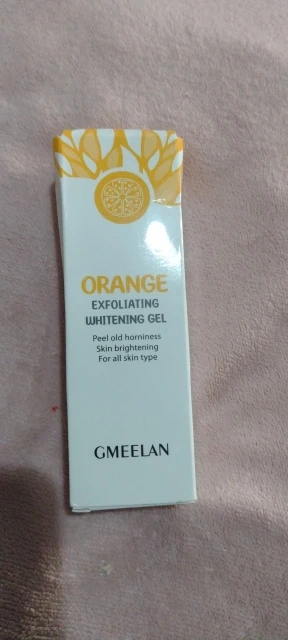 ORANGE
EXFOLIATING
WHITENING GEL
Peel old horniness
Skin brightening
For all skin type
GMEELAN